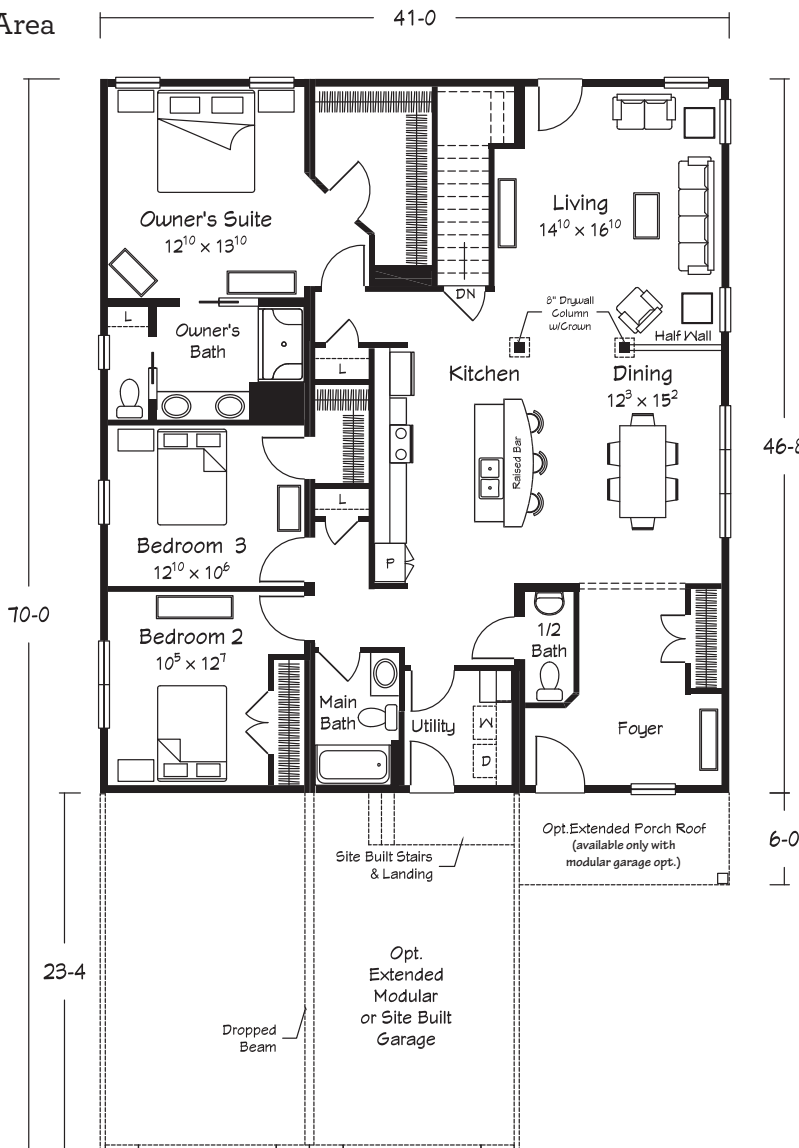 Area
41-0
Owner's Suite
12¹⁰ x 13¹⁰
Living
14¹⁰ x 16¹⁰
DN
8" Drywall
Column
w/Crown
Half Wall
L
Owner's
Bath
L
Kitchen
Dining
12³ x 15²
Raised Bar
46-8
L
Bedroom 3
12¹⁰ x 10⁶
P
70-0
Bedroom 2
10⁵ x 12⁷
1/2
Bath
Main
Bath
Utility
W
D
Foyer
Opt.Extended Porch Roof
(available only with
modular garage opt.)
6-0
Site Built Stairs
& Landing
23-4
Opt.
Extended
Modular
or Site Built
Garage
Dropped
Beam